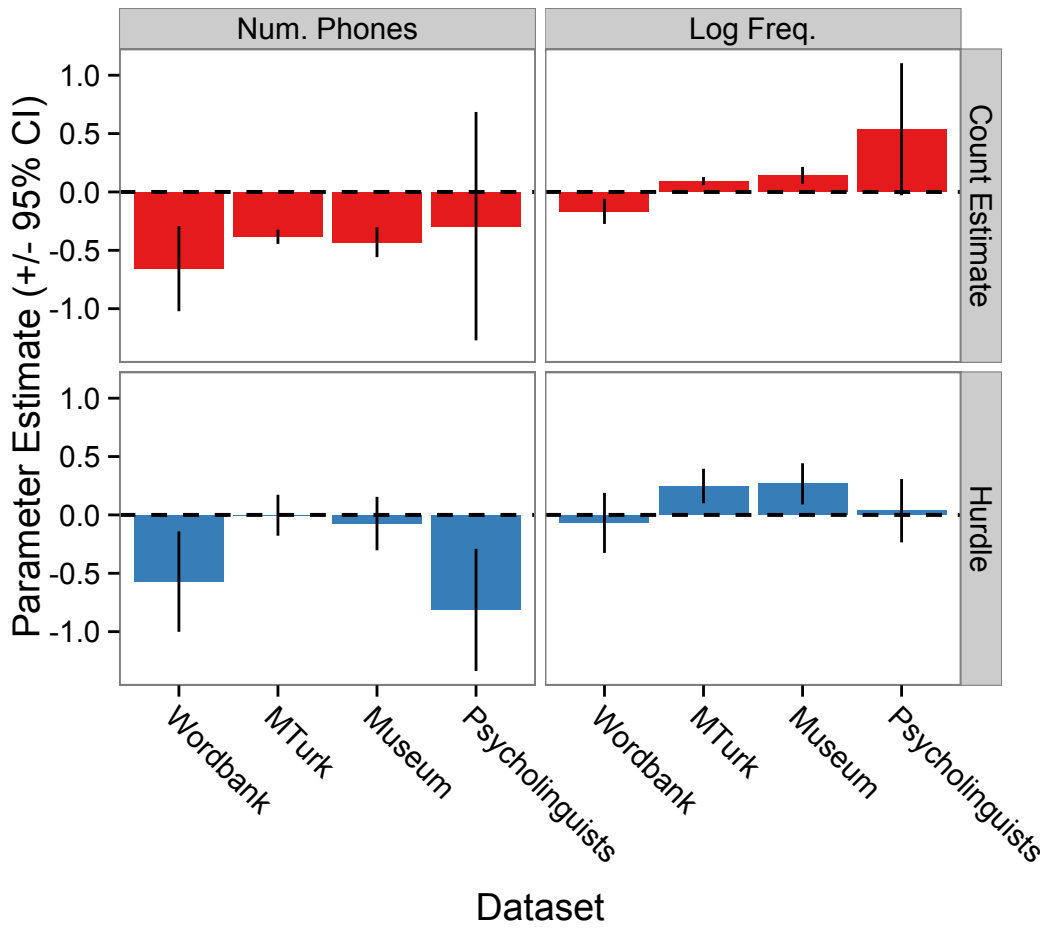 Num. Phones
Log Freq.
Parameter Estimate (+/- 95% CI)
1.0
0.5
0.0
-0.5
-1.0
Count Estimate
1.0
0.5
0.0
-0.5
-1.0
Hurdle
Wordbank
MTurk
Museum
Psycholinguists
Wordbank
MTurk
Museum
Psycholinguists
Dataset